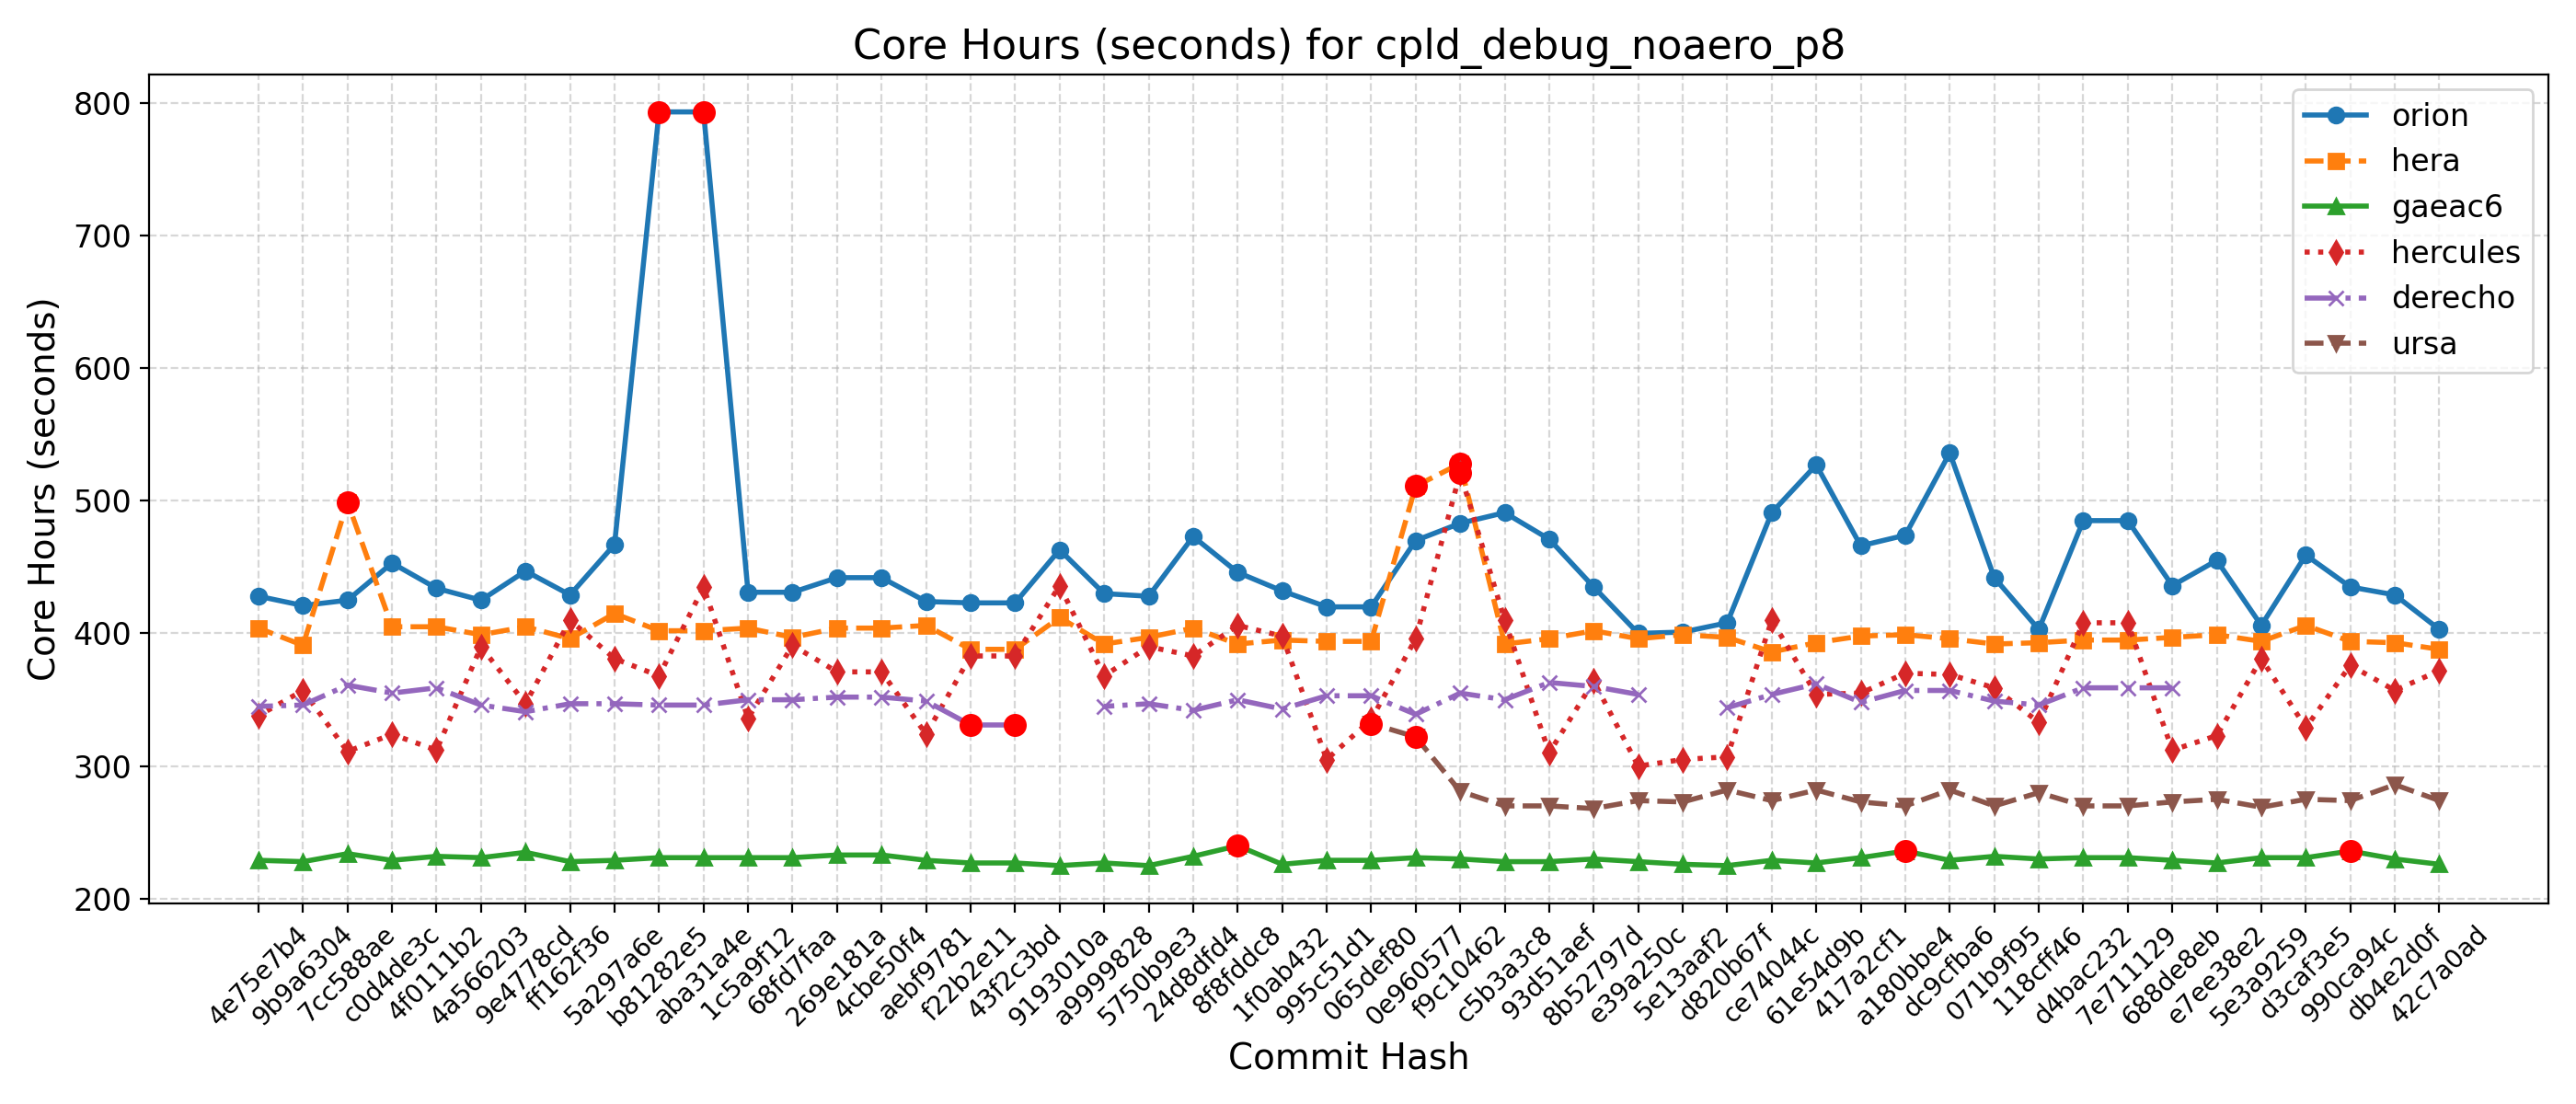 Core Hours (seconds) for cpld_debug_noaero_p8
Core Hours (seconds)
800
700
600
500
400
300
200
orion
hera
gaeac6
hercules
derecho
ursa
4e75e7b4
9b9a6304
7cc588ae
c0d4de3c
4f0111b2
4a566203
9e4778cd
ff162f36
5a297a6e
b81282e5
aba31a4e
1c5a9f12
68fd7faa
269e181a
4cbe50f4
aebf9781
f22b2e11
43f2c3bd
9193010a
a9999828
5750b9e3
24d8dfd4
8f8fddc8
1f0ab432
995c51d1
065def80
0e960577
f9c10462
c5b3a3c8
93d51aef
8b52797d
e39a250c
5e13aaf2
d820b67f
ce74044c
61e54d9b
417a2cf1
a180bbe4
dc9cfba6
071b9f95
118cff46
d4bac232
7e711129
688de8eb
e7ee38e2
5e3a9259
d3caf3e5
990ca94c
db4e2d0f
42c7a0ad
Commit Hash